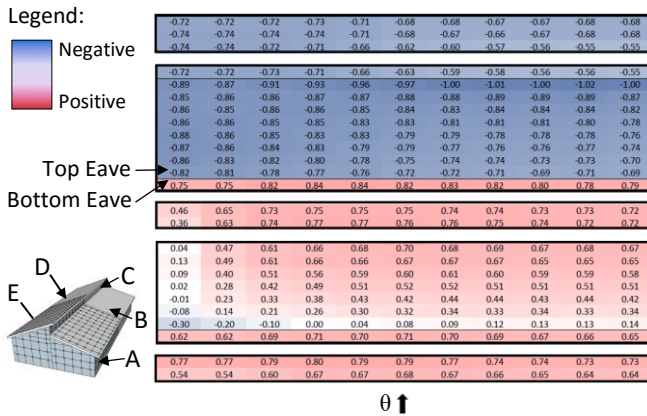 Legend:
Negative
Positive
-0.72 -0.72 -0.72 -0.73 -0.71 -0.68 -0.68 -0.67 -0.67 -0.68 -0.68
-0.74 -0.74 -0.74 -0.74 -0.71 -0.68 -0.67 -0.66 -0.67 -0.68 -0.68
-0.74 -0.74 -0.72 -0.71 -0.66 -0.62 -0.60 -0.57 -0.56 -0.55 -0.55
-0.72 -0.72 -0.73 -0.71 -0.66 -0.63 -0.59 -0.58 -0.56 -0.56 -0.55
-0.89 -0.87 -0.91 -0.93 -0.96 -0.97 -1.00 -1.01 -1.00 -1.02 -1.00
-0.85 -0.86 -0.86 -0.87 -0.87 -0.88 -0.88 -0.89 -0.89 -0.89 -0.87
-0.86 -0.85 -0.86 -0.86 -0.85 -0.84 -0.83 -0.84 -0.84 -0.84 -0.82
-0.86 -0.85 -0.86 -0.85 -0.83 -0.83 -0.81 -0.81 -0.81 -0.80 -0.78
-0.88 -0.86 -0.85 -0.83 -0.83 -0.79 -0.79 -0.78 -0.78 -0.78 -0.76
-0.87 -0.86 -0.84 -0.83 -0.79 -0.79 -0.77 -0.77 -0.76 -0.77 -0.74
-0.86 -0.83 -0.82 -0.80 -0.78 -0.75 -0.74 -0.74 -0.73 -0.73 -0.70
Top Eave
-0.82 -0.81 -0.78 -0.77 -0.76 -0.72 -0.72 -0.71 -0.69 -0.71 -0.69
Bottom Eave
0.75 0.75 0.82 0.84 0.84 0.82 0.83 0.82 0.80 0.78 0.79
0.46 0.65 0.73 0.75 0.75 0.75 0.74 0.74 0.73 0.73 0.72
0.36 0.63 0.74 0.77 0.77 0.76 0.76 0.75 0.74 0.72 0.72
0.04 0.47 0.61 0.66 0.68 0.70 0.68 0.69 0.67 0.68 0.67
0.13 0.49 0.61 0.66 0.66 0.67 0.67 0.67 0.65 0.65 0.65
0.09 0.40 0.51 0.56 0.59 0.60 0.61 0.60 0.59 0.59 0.58
0.02 0.28 0.42 0.49 0.51 0.52 0.52 0.51 0.51 0.51 0.51
-0.01 0.23 0.33 0.38 0.43 0.42 0.44 0.44 0.43 0.44 0.42
-0.08 0.14 0.21 0.26 0.30 0.32 0.34 0.33 0.34 0.34 0.34
-0.30 -0.20 -0.10 0.00 0.04 0.08 0.09 0.12 0.13 0.13 0.14
0.62 0.62 0.69 0.71 0.70 0.71 0.70 0.69 0.67 0.66 0.65
0.77 0.77 0.79 0.80 0.79 0.79 0.77 0.74 0.74 0.73 0.73
0.54 0.54 0.60 0.67 0.67 0.68 0.67 0.66 0.65 0.64 0.64
D
C
E
B
A
θ